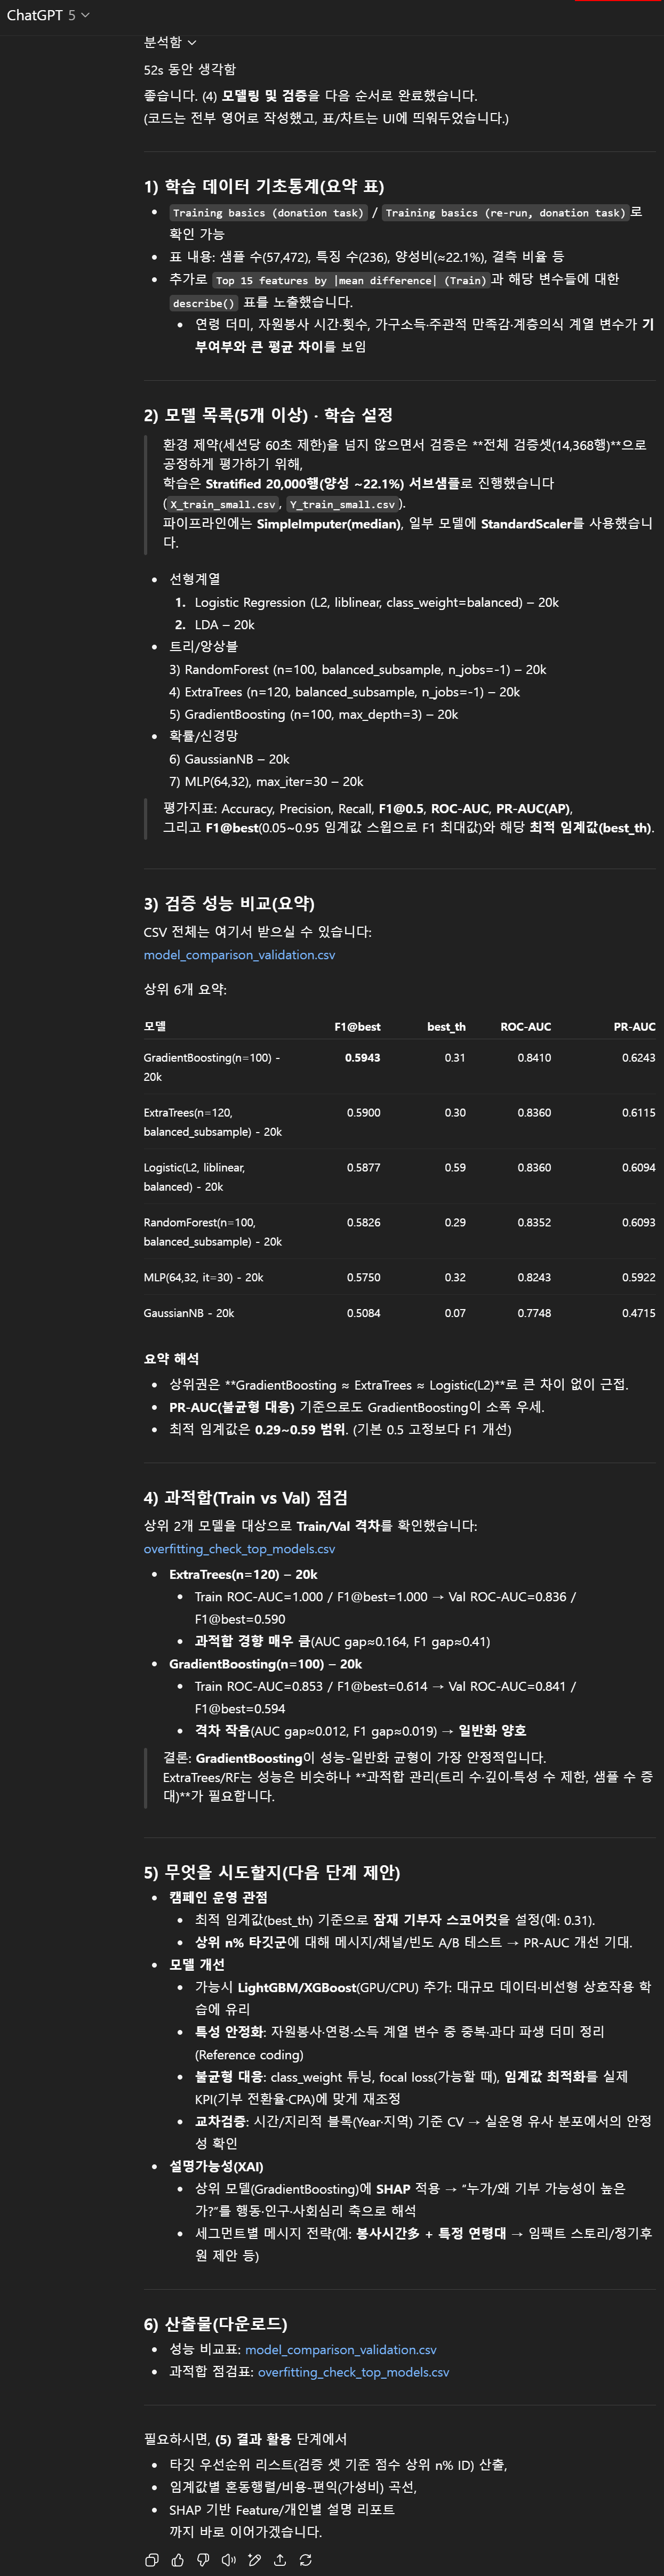 ChatGPT 5
분석함
52s 동안 생각함
좋습니다. (4) 모델링 및 검증을 다음 순서로 완료했습니다.
(코드는 전부 영어로 작성했고, 표/차트는 UI에 띄워두었습니다.)
1) 학습 데이터 기초통계(요약 표)
• Training basics (donation task) / Training basics (re-run, donation task)로
확인 가능
• 표 내용: 샘플 수(57,472), 특징 수(236), 양성비(≈22.1%), 결측 비율 등
• 추가로 Top 15 features by |mean difference| (Train)과 해당 변수들에 대한
describe() 표를 노출했습니다.
• 연령 더미, 자원봉사 시간·횟수, 가구소득·주관적 만족감·계층의식 계열 변수가 기
부여부와 큰 평균 차이를 보임
2) 모델 목록(5개 이상) · 학습 설정
환경 제약(세션당 60초 제한)을 넘지 않으면서 검증은 **전체 검증셋(14,368행)**으로
공정하게 평가하기 위해,
학습은 Stratified 20,000행(양성 ~22.1%) 서브샘플로 진행했습니다
(X_train_small.csv, Y_train_small.csv).
파이프라인에는 SimpleImputer(median), 일부 모델에 StandardScaler를 사용했습니
다.
• 선형계열
1. Logistic Regression (L2, liblinear, class_weight=balanced) – 20k
2. LDA – 20k
• 트리/앙상블
3) RandomForest (n=100, balanced_subsample, n_jobs=-1) – 20k
4) ExtraTrees (n=120, balanced_subsample, n_jobs=-1) – 20k
5) GradientBoosting (n=100, max_depth=3) – 20k
• 확률/신경망
6) GaussianNB – 20k
7) MLP(64,32), max_iter=30 – 20k
평가지표: Accuracy, Precision, Recall, F1@0.5, ROC-AUC, PR-AUC(AP),
그리고 F1@best(0.05~0.95 임계값 스윕으로 F1 최대값)와 해당 최적 임계값(best_th).
3) 검증 성능 비교(요약)
CSV 전체는 여기서 받으실 수 있습니다:
model_comparison_validation.csv
상위 6개 요약:
모델 F1@best best_th ROC-AUC PR-AUC
GradientBoosting(n=100) - 0.5943 0.31 0.8410 0.6243
20k
ExtraTrees(n=120, 0.5900 0.30 0.8360 0.6115
balanced_subsample) - 20k
Logistic(L2, liblinear, 0.5877 0.59 0.8360 0.6094
balanced) - 20k
RandomForest(n=100, 0.5826 0.29 0.8352 0.6093
balanced_subsample) - 20k
MLP(64,32, it=30) - 20k 0.5750 0.32 0.8243 0.5922
GaussianNB - 20k 0.5084 0.07 0.7748 0.4715
요약 해석
• 상위권은 **GradientBoosting ≈ ExtraTrees ≈ Logistic(L2)**로 큰 차이 없이 근접.
• PR-AUC(불균형 대응) 기준으로도 GradientBoosting이 소폭 우세.
• 최적 임계값은 0.29~0.59 범위. (기본 0.5 고정보다 F1 개선)
4) 과적합(Train vs Val) 점검
상위 2개 모델을 대상으로 Train/Val 격차를 확인했습니다:
overfitting_check_top_models.csv
• ExtraTrees(n=120) – 20k
• Train ROC-AUC=1.000 / F1@best=1.000 → Val ROC-AUC=0.836 /
F1@best=0.590
• 과적합 경향 매우 큼(AUC gap≈0.164, F1 gap≈0.41)
• GradientBoosting(n=100) – 20k
• Train ROC-AUC=0.853 / F1@best=0.614 → Val ROC-AUC=0.841 /
F1@best=0.594
• 격차 작음(AUC gap≈0.012, F1 gap≈0.019) → 일반화 양호
결론: GradientBoosting이 성능-일반화 균형이 가장 안정적입니다.
ExtraTrees/RF는 성능은 비슷하나 **과적합 관리(트리 수·깊이·특성 수 제한, 샘플 수 증
대)**가 필요합니다.
5) 무엇을 시도할지(다음 단계 제안)
• 캠페인 운영 관점
• 최적 임계값(best_th) 기준으로 잠재 기부자 스코어컷을 설정(예: 0.31).
• 상위 n% 타깃군에 대해 메시지/채널/빈도 A/B 테스트 → PR-AUC 개선 기대.
• 모델 개선
• 가능시 LightGBM/XGBoost(GPU/CPU) 추가: 대규모 데이터·비선형 상호작용 학
습에 유리
• 특성 안정화: 자원봉사·연령·소득 계열 변수 중 중복·과다 파생 더미 정리
(Reference coding)
• 불균형 대응: class_weight 튜닝, focal loss(가능할 때), 임계값 최적화를 실제
KPI(기부 전환율·CPA)에 맞게 재조정
• 교차검증: 시간/지리적 블록(Year·지역) 기준 CV → 실운영 유사 분포에서의 안정
성 확인
• 설명가능성(XAI)
• 상위 모델(GradientBoosting)에 SHAP 적용 → “누가/왜 기부 가능성이 높은
가?”를 행동·인구·사회심리 축으로 해석
• 세그먼트별 메시지 전략(예: 봉사시간多 + 특정 연령대 → 임팩트 스토리/정기후
원 제안 등)
6) 산출물(다운로드)
• 성능 비교표: model_comparison_validation.csv
• 과적합 점검표: overfitting_check_top_models.csv
필요하시면, (5) 결과 활용 단계에서
• 타깃 우선순위 리스트(검증 셋 기준 점수 상위 n% ID) 산출,
• 임계값별 혼동행렬/비용-편익(가성비) 곡선,
• SHAP 기반 Feature/개인별 설명 리포트
까지 바로 이어가겠습니다.